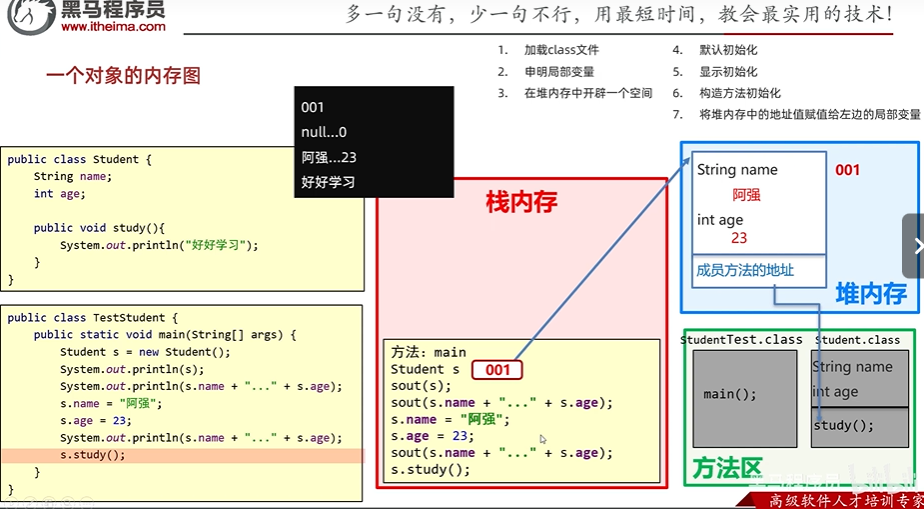 黑马程序员
www.itheima.com
多一句没有，少一句不行，用最短时间，教会最实用的技术！
一个对象的内存图
1. 加载class文件
2. 申明局部变量
3. 在堆内存中开辟一个空间
4. 默认初始化
5. 显示初始化
6. 构造方法初始化
7. 将堆内存中的地址值赋值给左边的局部变量
001
null...0
阿强...23
好好学习
public class Student {
String name;
int age;
public void study(){
System.out.println("好好学习");
}
}
public class TestStudent {
public static void main(String[] args) {
Student s = new Student();
System.out.println(s);
System.out.println(s.name + "..." + s.age);
s.name = "阿强";
s.age = 23;
System.out.println(s.name + "..." + s.age);
s.study();
}
}
栈内存
方法：main
Student s 001
sout(s);
sout(s.name + "..." + s.age);
s.name = "阿强";
s.age = 23;
sout(s.name + "..." + s.age);
s.study();
String name
阿强
int age
23
成员方法的地址
001
堆内存
StudentTest.class
main();
Student.class
String name
int age
study();
方法区
高级软件人才培训专家